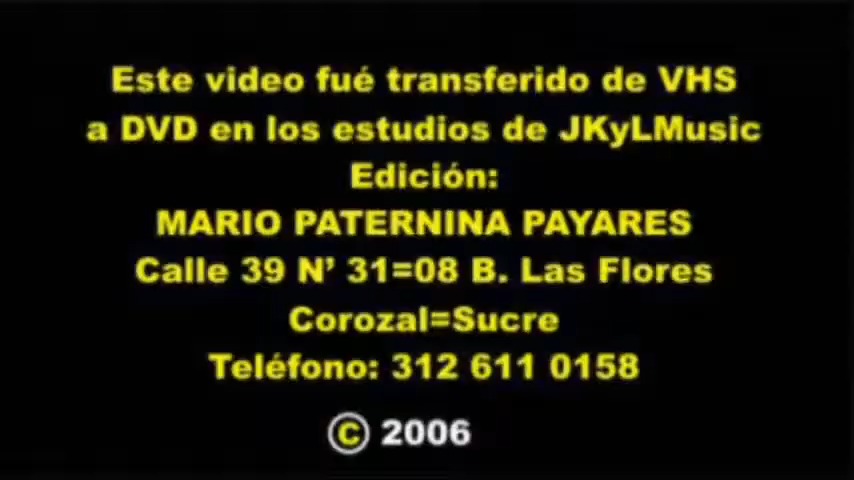 Este video fué transferido de VHS
a DVD en los estudios de JKyLMusic
Edición:
MARIO PATERNINA PAYARES
Calle 39 N’ 31=08 B. Las Flores
Corozal=Sucre
Teléfono: 312 611 0158
© 2006